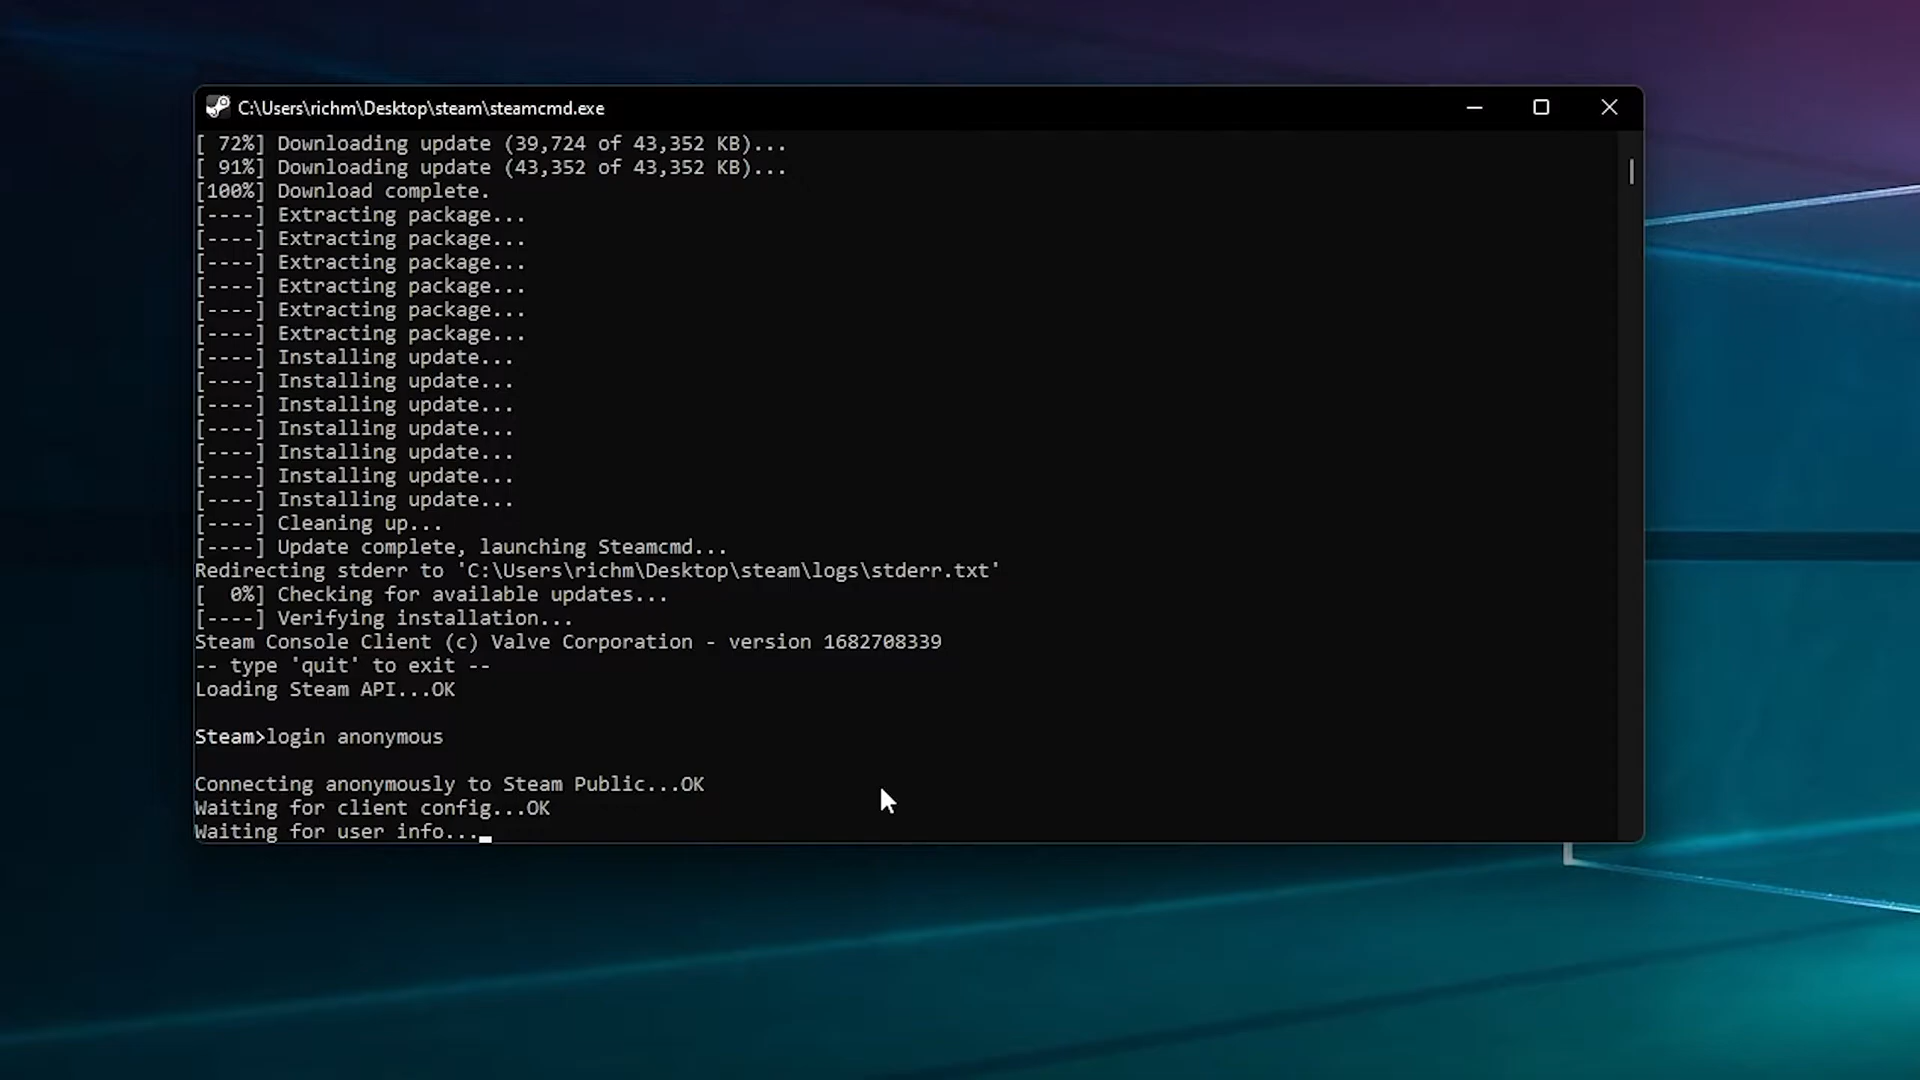 C:\Users\richm\Desktop\steam\steamcmd.exe
[ 72%] Downloading update (39,724 of 43,352 KB)...
[ 91%] Downloading update (43,352 of 43,352 KB)...
[100%] Download complete.
[----] Extracting package...
[----] Extracting package...
[----] Extracting package...
[----] Extracting package...
[----] Extracting package...
[----] Extracting package...
[----] Installing update...
[----] Installing update...
[----] Installing update...
[----] Installing update...
[----] Installing update...
[----] Installing update...
[----] Installing update...
[----] Cleaning up...
[----] Update complete, launching Steamcmd...
Redirecting stderr to 'C:\Users\richm\Desktop\steam\logs\stderr.txt'
[  0%] Checking for available updates...
[----] Verifying installation...
Steam Console Client (c) Valve Corporation - version 1682708339
-- type 'quit' to exit --
Loading Steam API...OK
Steam>login anonymous
Connecting anonymously to Steam Public...OK
Waiting for client config...OK
Waiting for user info...